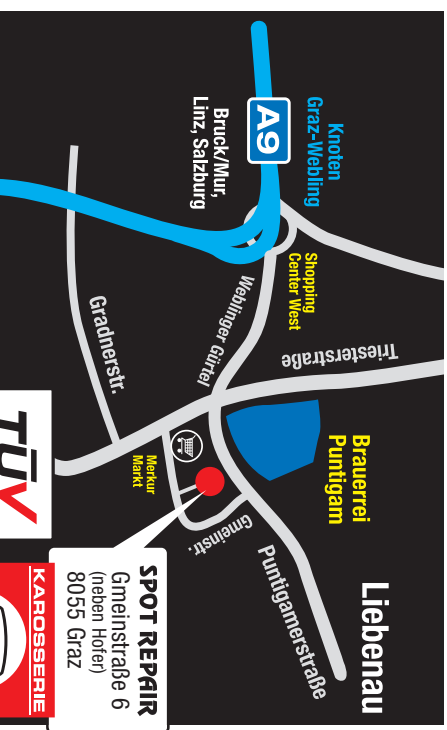 Knoten
Graz-Webling
A9
Bruck/Mur,
Linz, Salzburg
Shopping
Center West
Weblinger Gürtel
Triesterstraße
Gradnerstr.
Brauerrei
Puntigam
Merkur
Markt
Gmeinstr.
Puntigamerstraße
Liebenau
SPOT REPAIR
Gmeinstraße 6
(neben Hofer)
8055 Graz
TÜV
KAROSSERIE